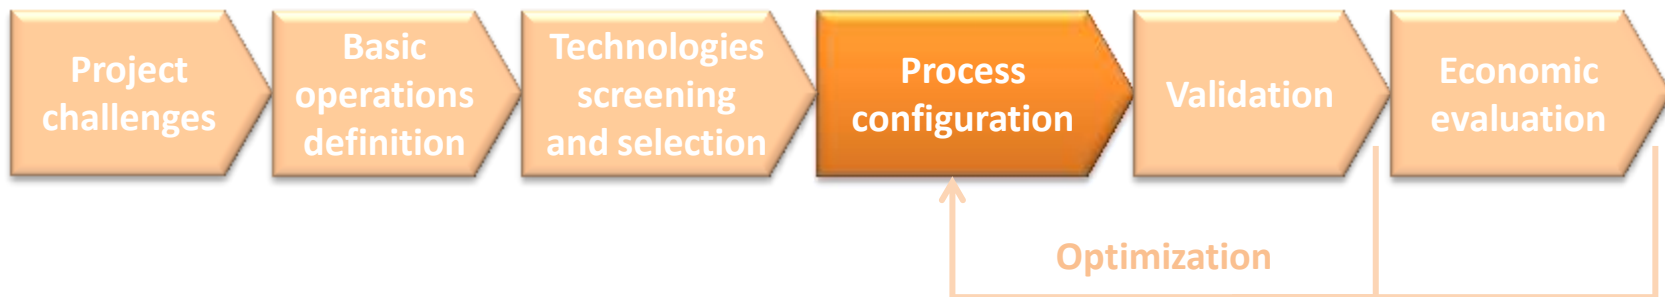 Project
challenges
Basic
operations
definition
Technologies
screening
and selection
Process
configuration
Validation
Economic
evaluation
Optimization